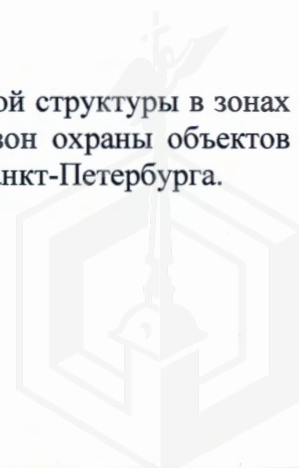 ой структуры в зонах
зон охраны объектов
нкт-Петербурга.